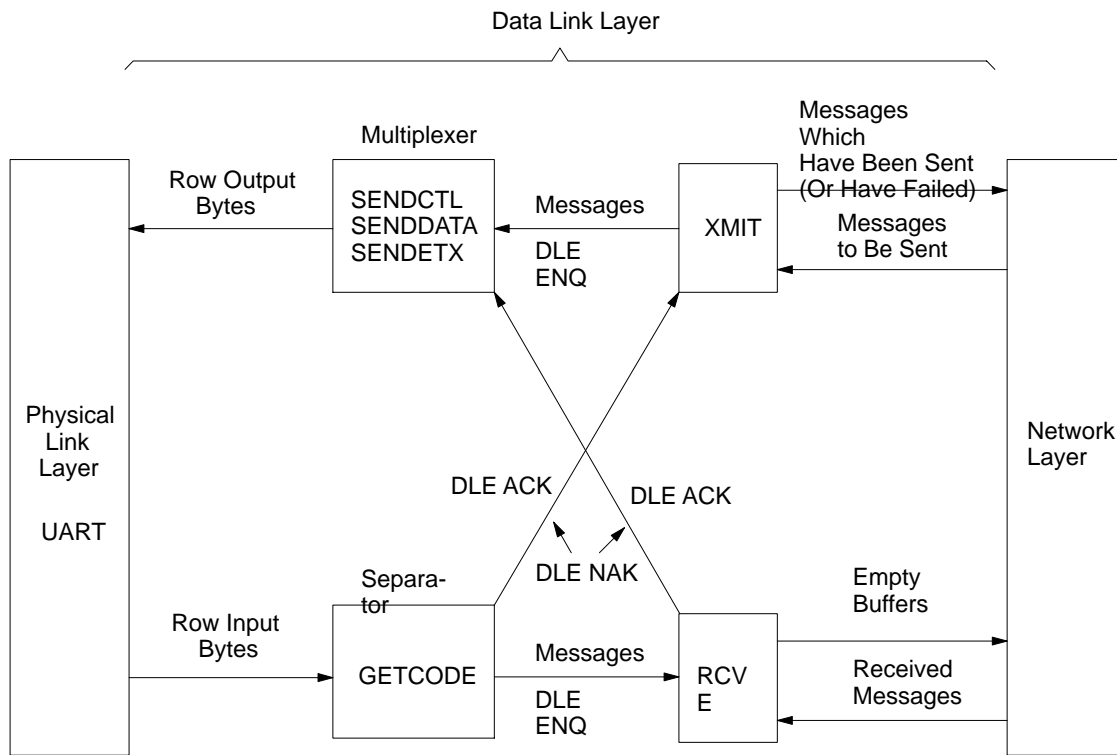 Data Link Layer
Messages
Which
Have Been Sent
(Or Have Failed)
Multiplexer
Row Output
Bytes
SENDCTL
SENDDATA
SENDETX
Messages
DLE
ENQ
XMIT
Messages
to Be Sent
Physical
Link
Layer
UART
Network
Layer
DLE ACK
DLE ACK
DLE NAK
Separa-
tor
Empty
Buffers
Row Input
Bytes
GETCODE
Messages
DLE
ENQ
RCV
E
Received
Messages